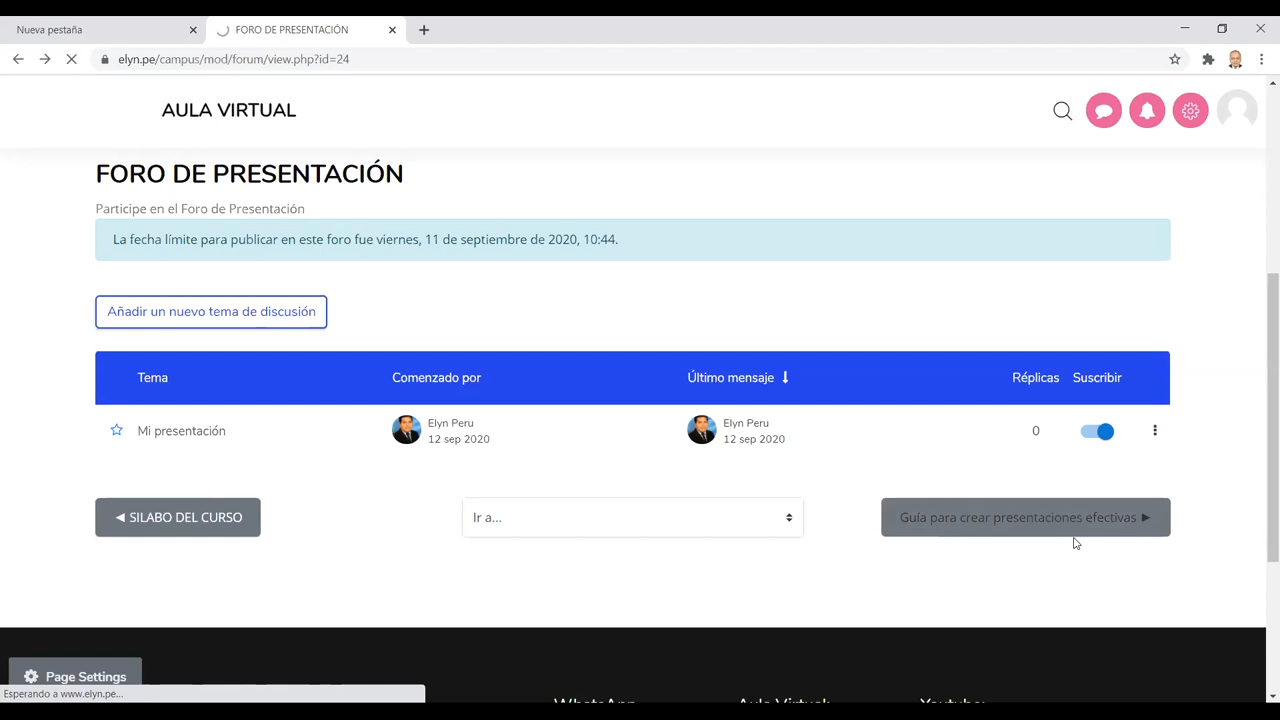 Nueva pestaña
FORO DE PRESENTACIÓN
elyn.pe/campus/mod/forum/view.php?id=24
AULA VIRTUAL
FORO DE PRESENTACIÓN
Participe en el Foro de Presentación
La fecha límite para publicar en este foro fue viernes, 11 de septiembre de 2020, 10:44.
Añadir un nuevo tema de discusión
Tema Comenzado por Último mensaje Réplicas Suscribir
Mi presentación Elyn Peru 12 sep 2020 Elyn Peru 12 sep 2020 0
◄ SILABO DEL CURSO
Ir a...
Guía para crear presentaciones efectivas ►
Page Settings
Esperando a www.elyn.pe...
WhatsApp Aula Virtual Youtube: